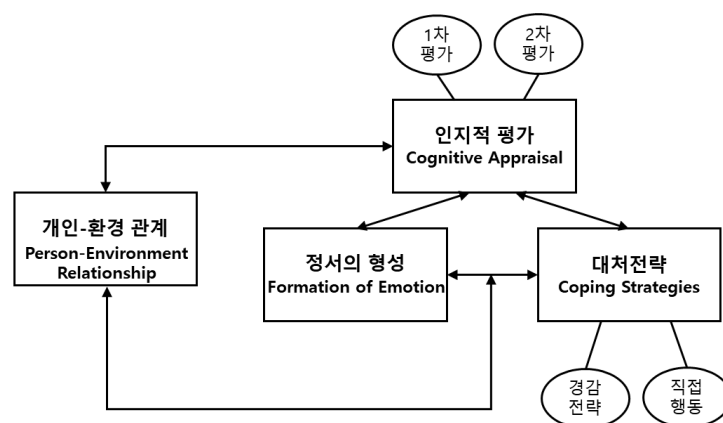 1차
평가
2차
평가
인지적 평가
Cognitive Appraisal
개인-환경 관계
Person-Environment
Relationship
정서의 형성
Formation of Emotion
대처전략
Coping Strategies
경감
전략
직접
행동